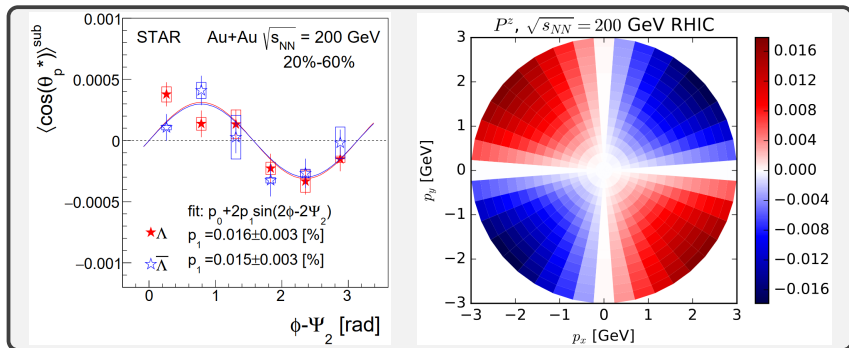 STAR Au+Au √s_NN = 200 GeV
20%-60%
⟨cos(θ_p*)⟩^sub
0.001
0.0005
0
−0.0005
−0.001
fit: p_0+2p_1sin(2ϕ-2Ψ_2)
Λ p_1=0.016±0.003 [%]
Λ̅ p_1=0.015±0.003 [%]
0 1 2 3
ϕ-Ψ_2 [rad]
P^z, √s_NN = 200 GeV RHIC
p_y [GeV]
3
2
1
0
−1
−2
−3
−3 −2 −1 0 1 2 3
p_x [GeV]
0.016
0.012
0.008
0.004
0.000
−0.004
−0.008
−0.012
−0.016